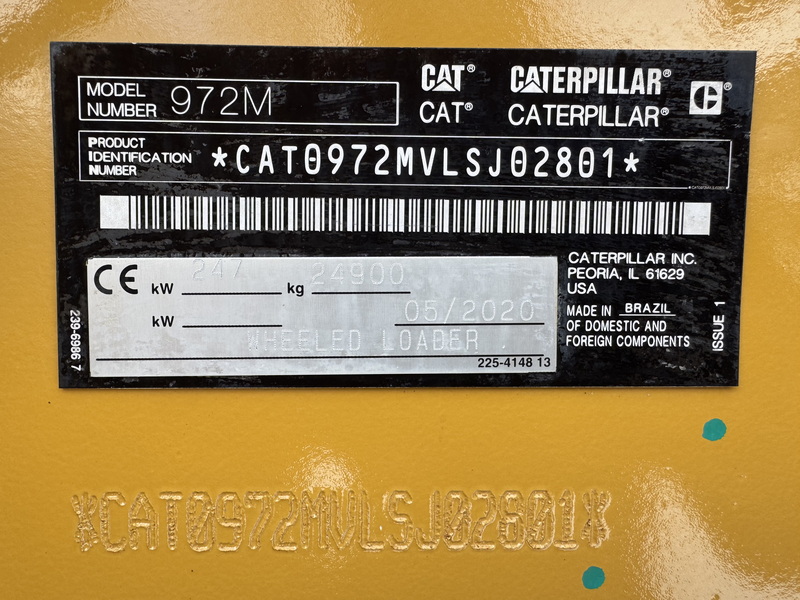 MODEL NUMBER 972M
CAT® CATERPILLAR® C®
CAT® CATERPILLAR®
PRODUCT IDENTIFICATION NUMBER *CAT0972MVLSJ02801*
CE kW 247 kg 24900
kW 05/2020
WHEELED LOADER
225-4148 13
239-6986 7
CATERPILLAR INC.
PEORIA, IL 61629
USA
MADE IN BRAZIL
OF DOMESTIC AND
FOREIGN COMPONENTS
ISSUE 1
*CAT0972MVLSJ02801*